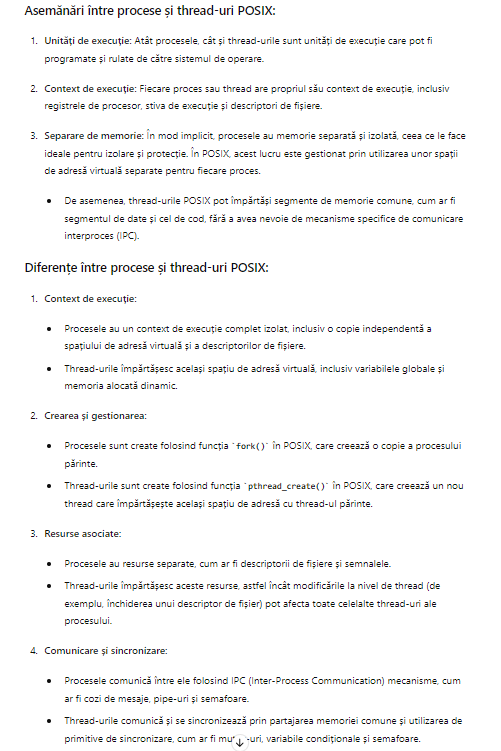 Asemănări între procese și thread-uri POSIX:
1. Unități de execuție: Atât procesele, cât și thread-urile sunt unități de execuție care pot fi
programate și rulate de către sistemul de operare.
2. Context de execuție: Fiecare proces sau thread are propriul său context de execuție, inclusiv
registrele de procesor, stiva de execuție și descriptori de fișiere.
3. Separare de memorie: În mod implicit, procesele au memorie separată și izolată, ceea ce le face
ideale pentru izolare și protecție. În POSIX, acest lucru este gestionat prin utilizarea unor spații
de adresă virtuală separate pentru fiecare proces.
• De asemenea, thread-urile POSIX pot împărtăși segmente de memorie comune, cum ar fi
segmentul de date și cel de cod, fără a avea nevoie de mecanisme specifice de comunicare
interproces (IPC).
Diferențe între procese și thread-uri POSIX:
1. Context de execuție:
• Procesele au un context de execuție complet izolat, inclusiv o copie independentă a
spațiului de adresă virtuală și a descriptorilor de fișiere.
• Thread-urile împărtășesc același spațiu de adresă virtuală, inclusiv variabilele globale și
memoria alocată dinamic.
2. Crearea și gestionarea:
• Procesele sunt create folosind funcția `fork()` în POSIX, care creează o copie a procesului
părinte.
• Thread-urile sunt create folosind funcția `pthread_create()` în POSIX, care creează un nou
thread care împărtășește același spațiu de adresă cu thread-ul părinte.
3. Resurse asociate:
• Procesele au resurse separate, cum ar fi descriptorii de fișiere și semnalele.
• Thread-urile împărtășesc aceste resurse, astfel încât modificările la nivel de thread (de
exemplu, închiderea unui descriptor de fișier) pot afecta toate celelalte thread-uri ale
procesului.
4. Comunicare și sincronizare:
• Procesele comunică între ele folosind IPC (Inter-Process Communication) mecanisme, cum
ar fi cozi de mesaje, pipe-uri și semafoare.
• Thread-urile comunică și se sincronizează prin partajarea memoriei comune și utilizarea de
primitive de sincronizare, cum ar fi -uri, variabile condiționale și semafoare.